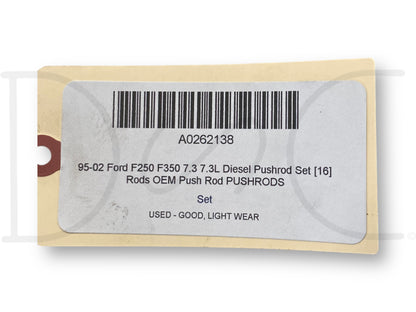 A0262138
95-02 Ford F250 F350 7.3 7.3L Diesel Pushrod Set [16]
Rods OEM Push Rod PUSHRODS
Set
USED - GOOD, LIGHT WEAR